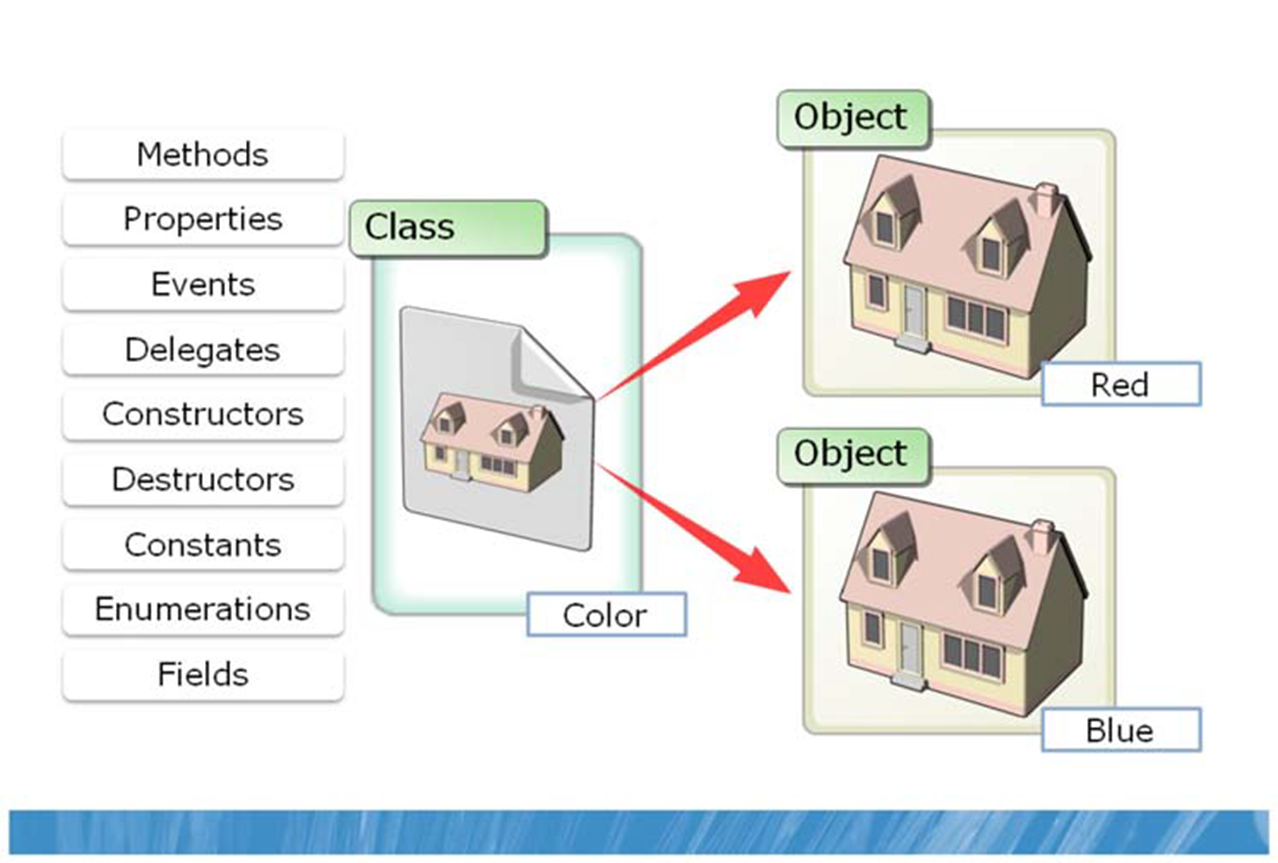 Methods
Properties
Events
Delegates
Constructors
Destructors
Constants
Enumerations
Fields
Class
Color
Object
Red
Object
Blue